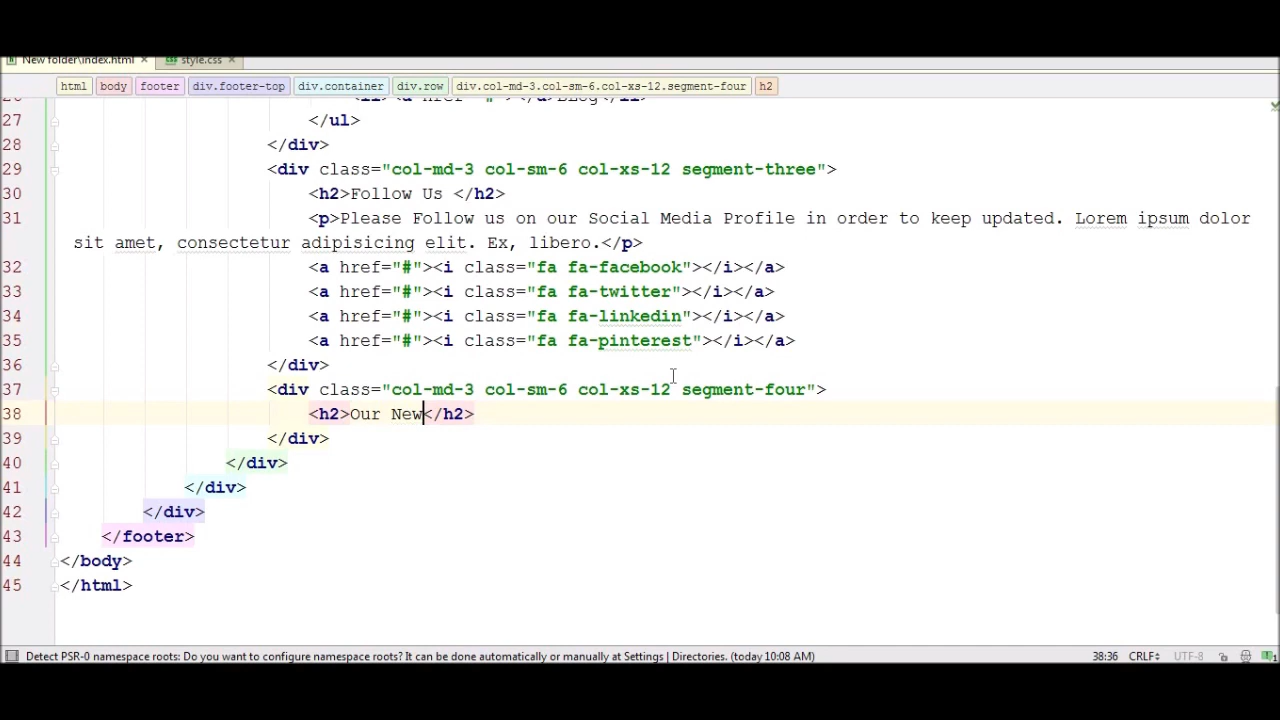 New folder\index.html × style.css ×
html body footer div.footer-top div.container div.row div.col-md-3.col-sm-6.col-xs-12.segment-four h2
26 <li><a href="#"></a>BLog</li>
27 </ul>
28 </div>
29 <div class="col-md-3 col-sm-6 col-xs-12 segment-three">
30 <h2>Follow Us </h2>
31 <p>Please Follow us on our Social Media Profile in order to keep updated. Lorem ipsum dolor
sit amet, consectetur adipisicing elit. Ex, libero.</p>
32 <a href="#"><i class="fa fa-facebook"></i></a>
33 <a href="#"><i class="fa fa-twitter"></i></a>
34 <a href="#"><i class="fa fa-linkedin"></i></a>
35 <a href="#"><i class="fa fa-pinterest"></i></a>
36 </div>
37 <div class="col-md-3 col-sm-6 col-xs-12 segment-four">
38 <h2>Our New</h2>
39 </div>
40 </div>
41 </div>
42 </div>
43 </footer>
44 </body>
45 </html>
Detect PSR-0 namespace roots: Do you want to configure namespace roots? It can be done automatically or manually at Settings | Directories. (today 10:08 AM) 38:36 CRLF UTF-8 1